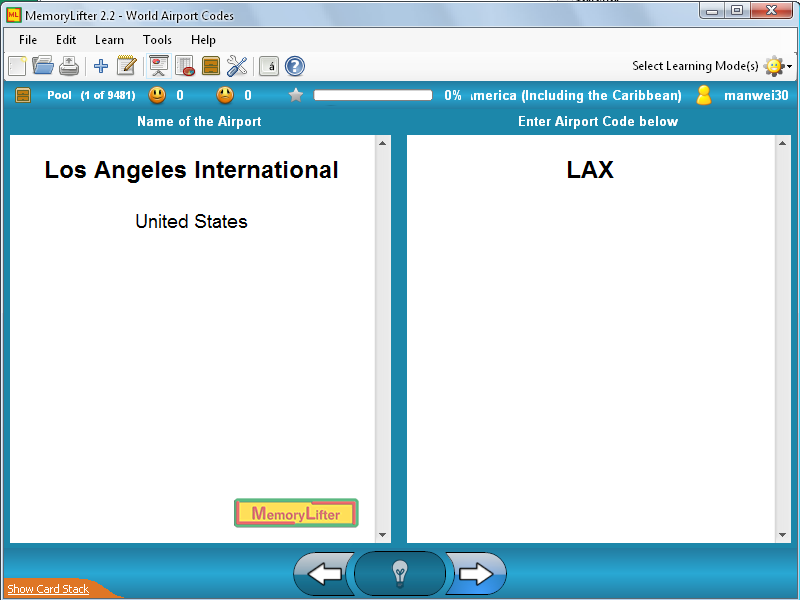 ML MemoryLifter 2.2 - World Airport Codes
File Edit Learn Tools Help
á ? Select Learning Mode(s)
Pool (1 of 9481) 0 0 0% merica (Including the Caribbean) manwei30
Name of the Airport Enter Airport Code below
Los Angeles International LAX
United States
MemoryLifter
Show Card Stack